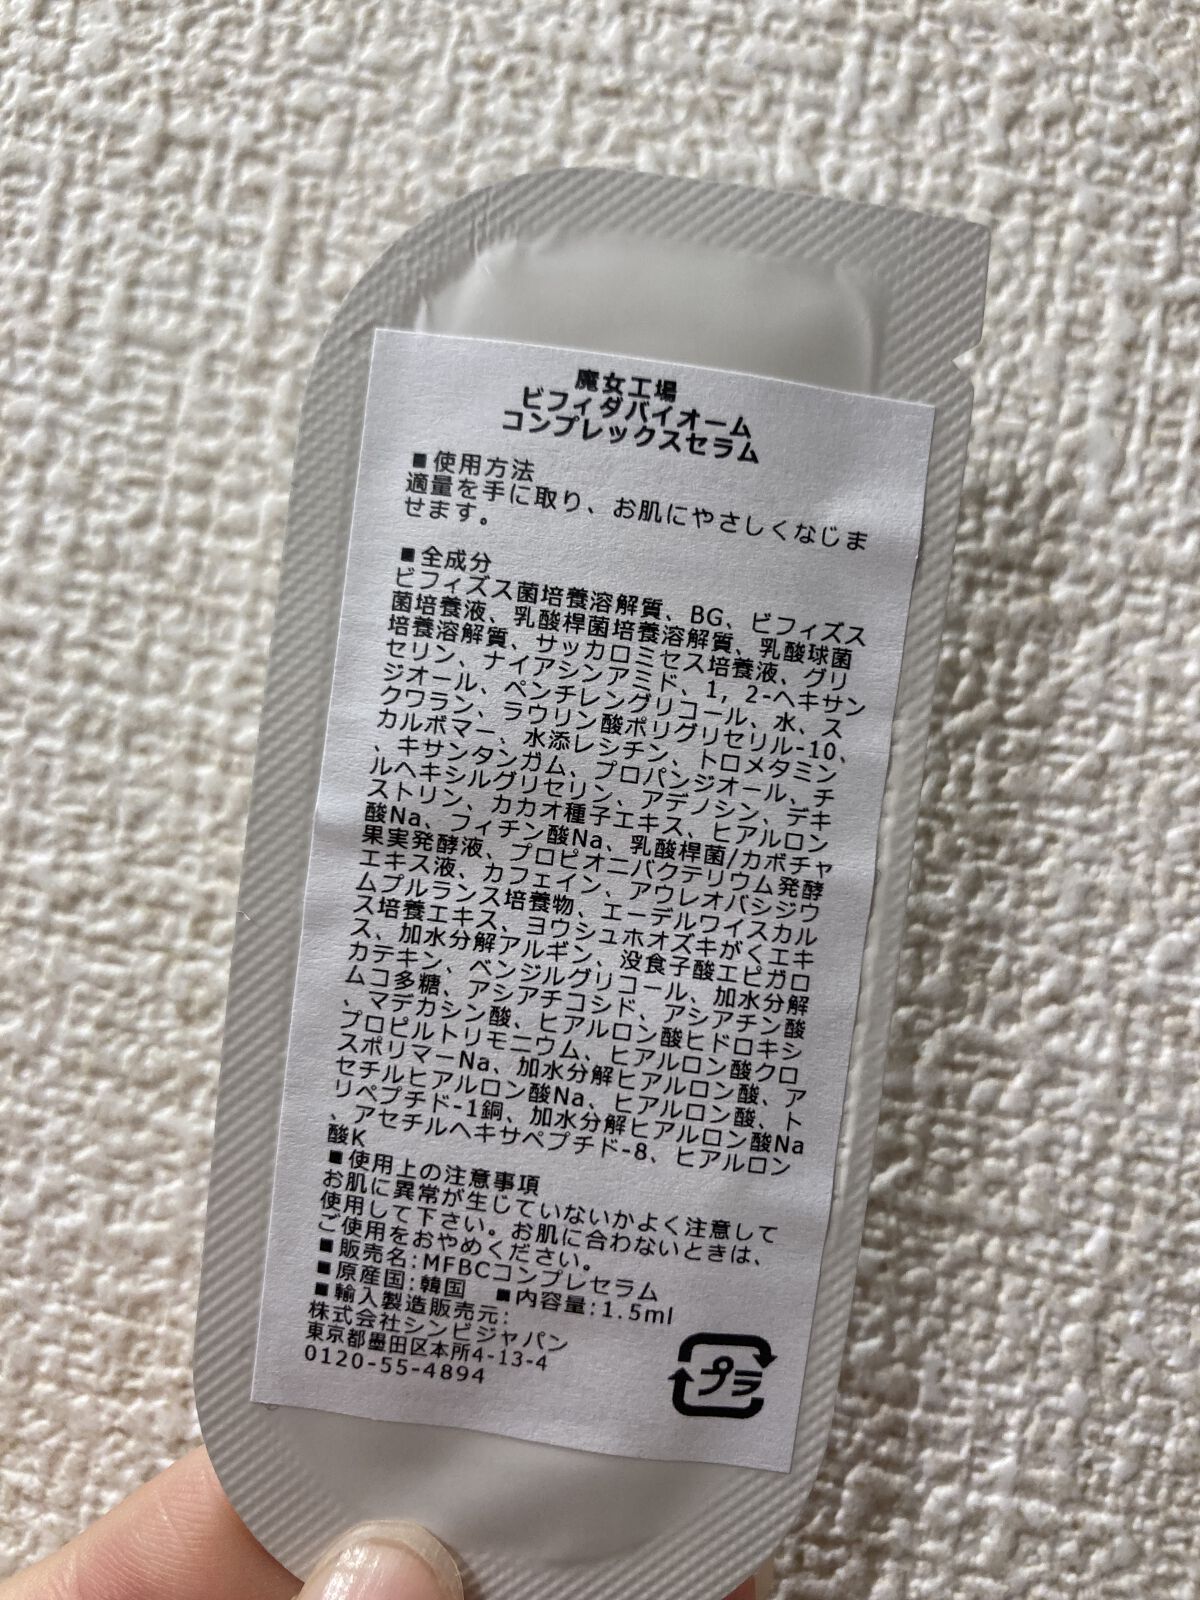 魔女工場
ビフィダバイオーム
コンプレックスセラム
■使用方法
適量を手に取り、お肌にやさしくなじま
せます。
■全成分
ビフィズス菌培養溶解質、BG、ビフィズス
菌培養液、乳酸桿菌培養溶解質、乳酸球菌
培養溶解質、サッカロミセス培養液、グリ
セリン、ナイアシンアミド、1, 2-ヘキサン
ジオール、ペンチレングリコール、水、ス
クワラン、ラウリン酸ポリグリセリル-10、
カルボマー、水添レシチン、トロメタミン
、キサンタンガム、プロパンジオール、チ
ルヘキシルグリセリン、アデノシン、デキ
ストリン、カカオ種子エキス、ヒアルロン
酸Na、フィチン酸Na、乳酸桿菌/カボチャ
果実発酵液、プロピオニバクテリウム発酵
エキス液、カフェイン、アウレオバシジウ
ムプルランス培養物、エーデルワイスカル
ス培養エキス、ヨウシュホオズキがくエキ
ス、加水分解アルギン、没食子酸エピガロ
カテキン、ベンジルグリコール、加水分解
ムコ多糖、アシアチコシド、アシアチン酸
、マデカシン酸、ヒアルロン酸ヒドロキシ
プロピルトリモニウム、ヒアルロン酸クロ
スポリマーNa、加水分解ヒアルロン酸、ア
セチルヒアルロン酸Na、ヒアルロン酸、ト
リペプチド-1銅、加水分解ヒアルロン酸Na
、アセチルヘキサペプチド-8、ヒアルロン
酸K
■使用上の注意事項
お肌に異常が生じていないかよく注意して
使用して下さい。お肌に合わないときは、
ご使用をおやめください。
■販売名:MFBCコンプレセラム
■原産国:韓国 ■内容量:1.5ml
■輸入製造販売元:
株式会社シンビジャパン
東京都墨田区本所4-13-4
0120-55-4894
プラ